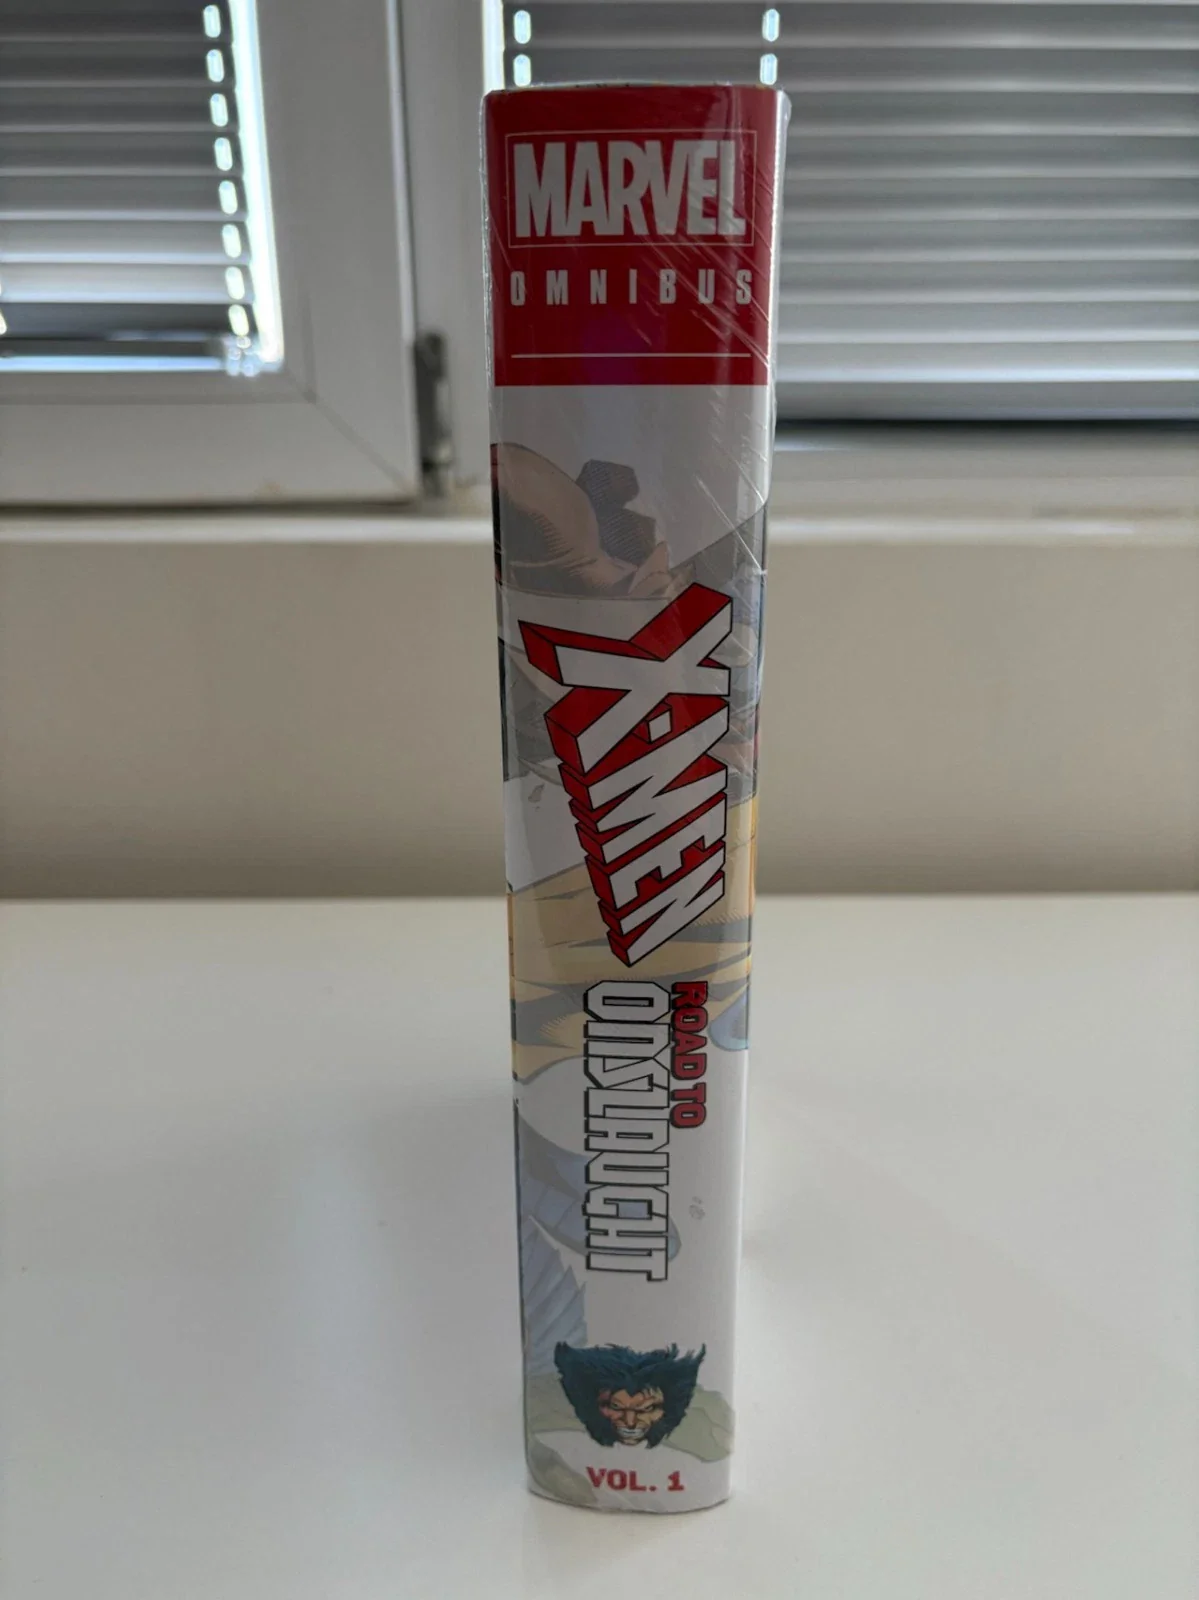 MARVEL
OMNIBUS
X-MEN
ROAD TO
ONSLAUGHT
VOL. 1